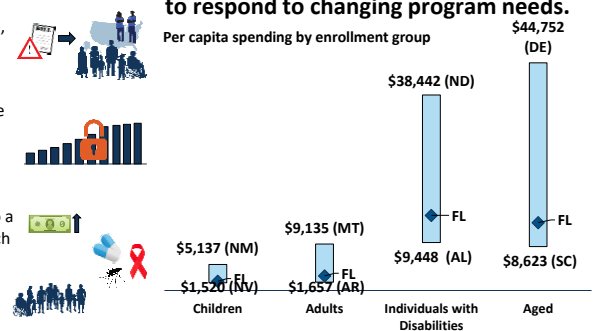 to respond to changing program needs.
,
Per capita spending by enrollment group
e
a
ch
$44,752
(DE)
$38,442 (ND)
FL
FL
$9,135 (MT)
$5,137 (NM)
FL
FL
$9,448 (AL)
$8,623 (SC)
$1,520 (NV)
$1,657 (AR)
Children
Adults
Individuals with
Disabilities
Aged